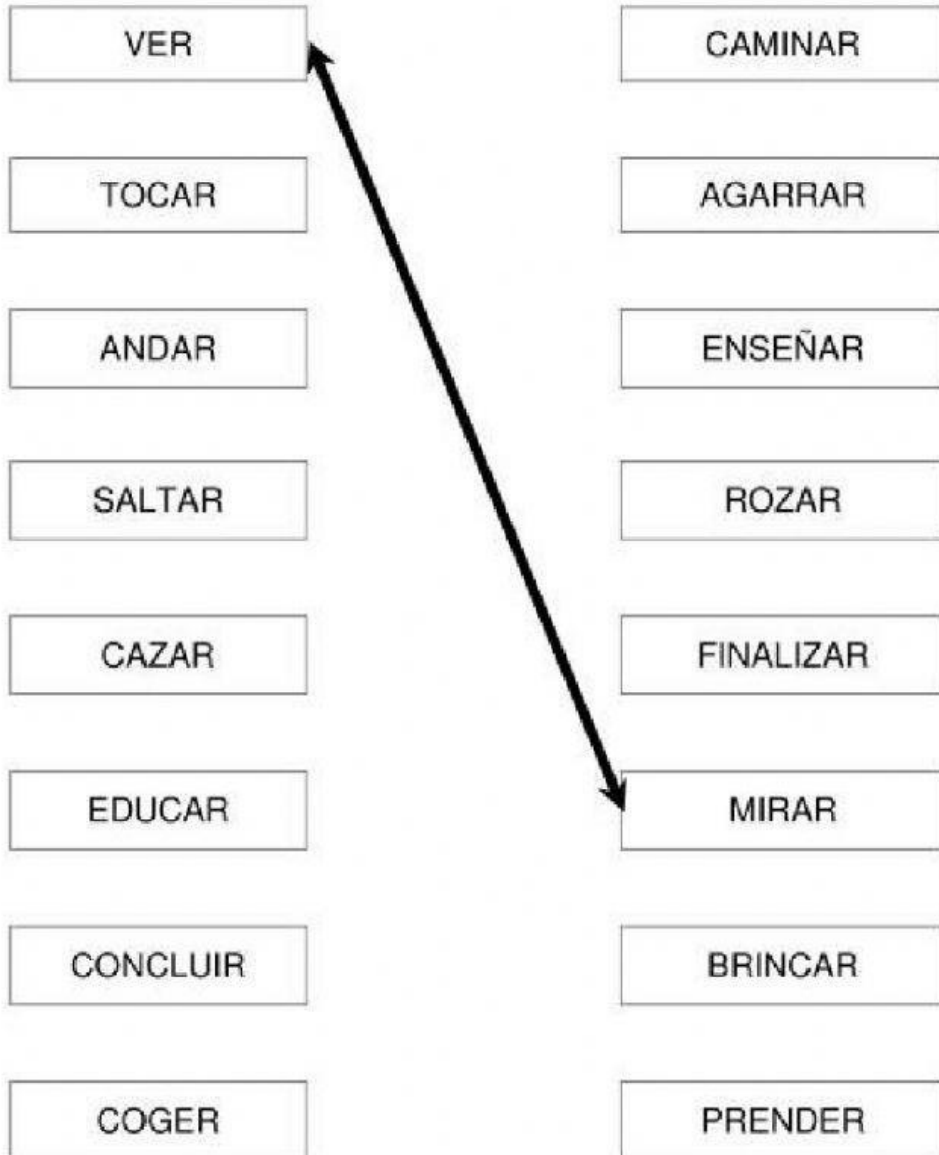 VER
CAMINAR
TOCAR
AGARRAR
ANDAR
ENSEÑAR
SALTAR
ROZAR
CAZAR
FINALIZAR
EDUCAR
MIRAR
CONCLUIR
BRINCAR
COGER
PRENDER